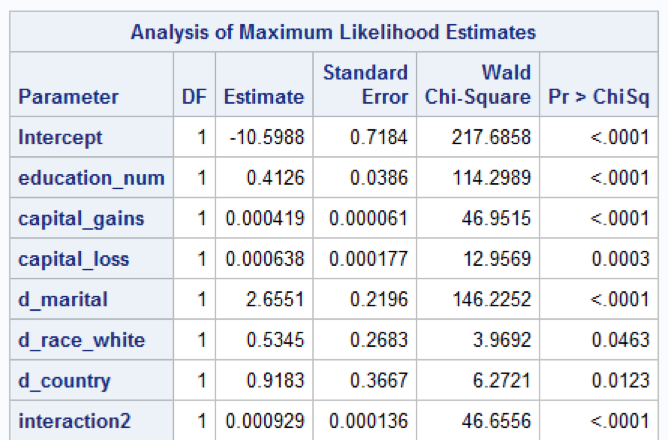 Analysis of Maximum Likelihood Estimates
Parameter DF Estimate Standard Error Wald Chi-Square Pr > ChiSq
Intercept 1 -10.5988 0.7184 217.6858 <.0001
education_num 1 0.4126 0.0386 114.2989 <.0001
capital_gains 1 0.000419 0.000061 46.9515 <.0001
capital_loss 1 0.000638 0.000177 12.9569 0.0003
d_marital 1 2.6551 0.2196 146.2252 <.0001
d_race_white 1 0.5345 0.2683 3.9692 0.0463
d_country 1 0.9183 0.3667 6.2721 0.0123
interaction2 1 0.000929 0.000136 46.6556 <.0001